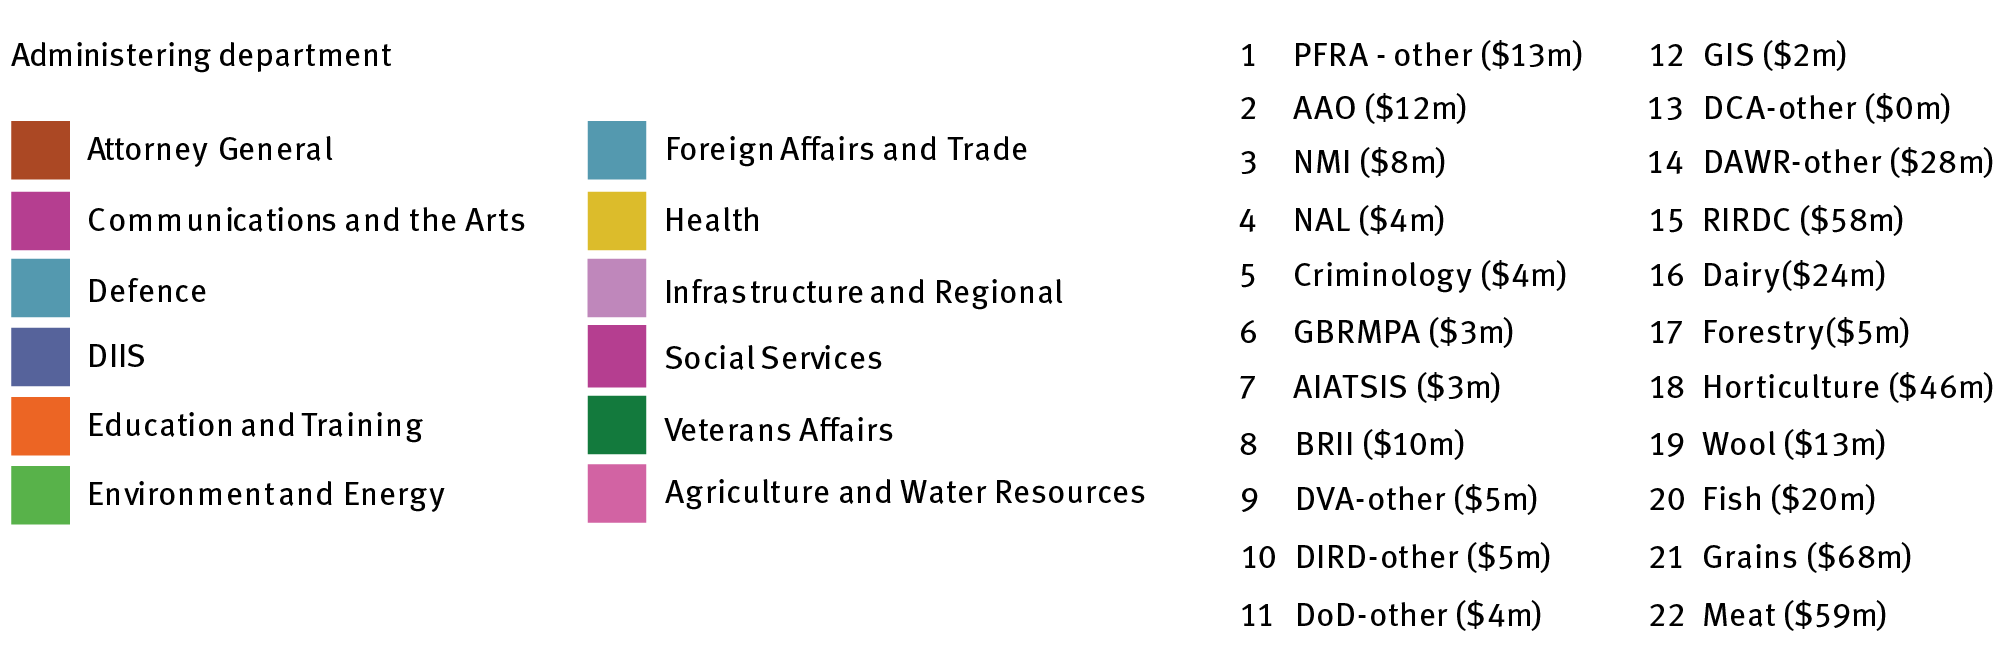 Administering department
Attorney General
Communications and the Arts
Defence
DIIS
Education and Training
Environment and Energy
Foreign Affairs and Trade
Health
Infrastructure and Regional
Social Services
Veterans Affairs
Agriculture and Water Resources
1 PFRA - other ($13m)
2 AAO ($12m)
3 NMI ($8m)
4 NAL ($4m)
5 Criminology ($4m)
6 GBRMPA ($3m)
7 AIATSIS ($3m)
8 BRII ($10m)
9 DVA-other ($5m)
10 DIRD-other ($5m)
11 DoD-other ($4m)
12 GIS ($2m)
13 DCA-other ($0m)
14 DAWR-other ($28m)
15 RIRDC ($58m)
16 Dairy($24m)
17 Forestry($5m)
18 Horticulture ($46m)
19 Wool ($13m)
20 Fish ($20m)
21 Grains ($68m)
22 Meat ($59m)